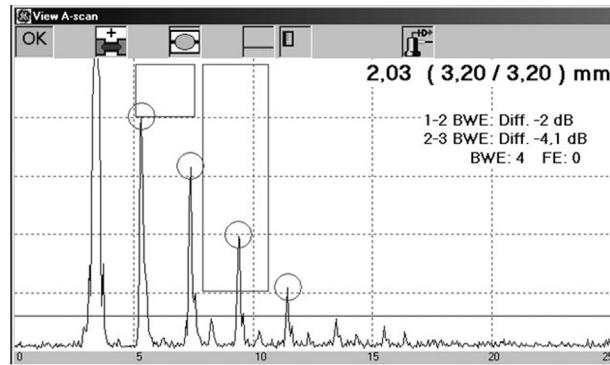 View A-scan
OK
2,03 ( 3,20 / 3,20 ) mm
1-2 BWE: Diff. -2 dB
2-3 BWE: Diff. -4,1 dB
BWE: 4 FE: 0
0 5 10 15 20 25